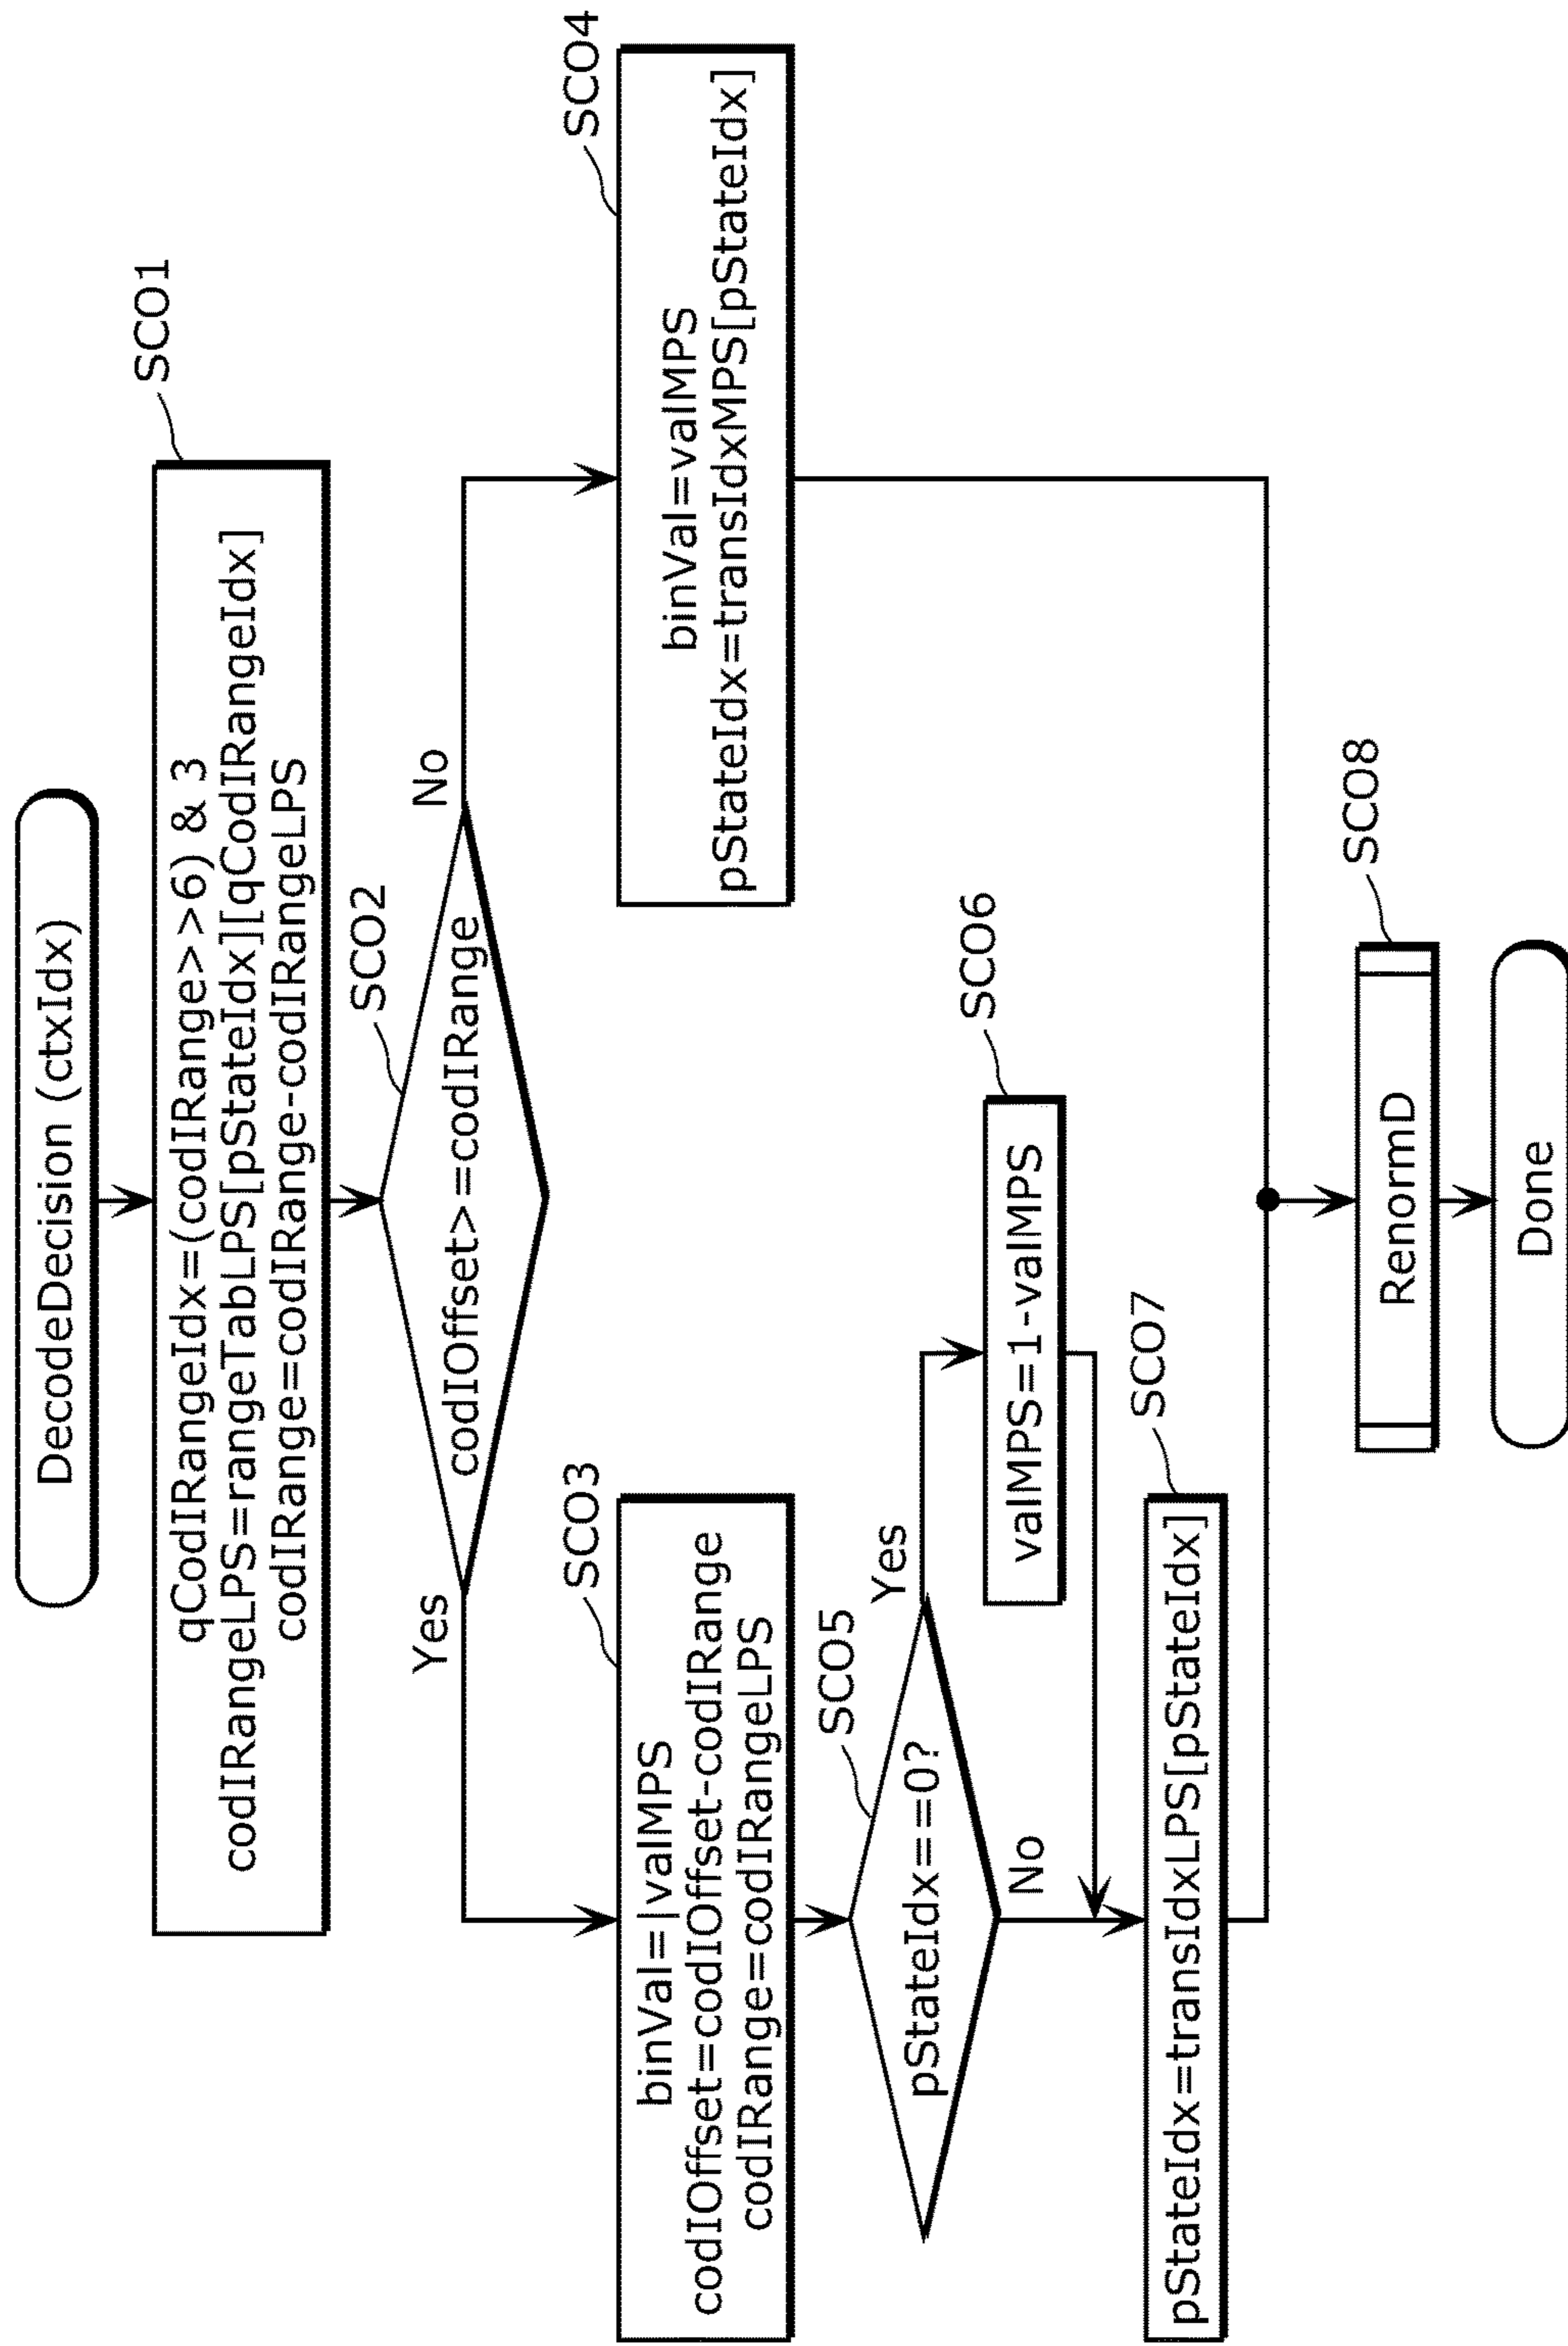 DecodeDecision (ctxIdx)
SC01
qCodIRangeIdx=(codIRange>>6) & 3
codIRangeLPS=rangeTabLPS[pStateIdx][qCodIRangeIdx]
codIRange=codIRange-codIRangeLPS
SC02
codIOffset>=codIRange
Yes
No
SC03
binVal=|valMPS
codIOffset=codIOffset-codIRange
codIRange=codIRangeLPS
SC04
binVal=valMPS
pStateIdx=transIdxMPS[pStateIdx]
SC05
pStateIdx==0?
Yes
No
SC06
valMPS=1-valMPS
SC07
pStateIdx=transIdxLPS[pStateIdx]
SC08
RenormD
Done